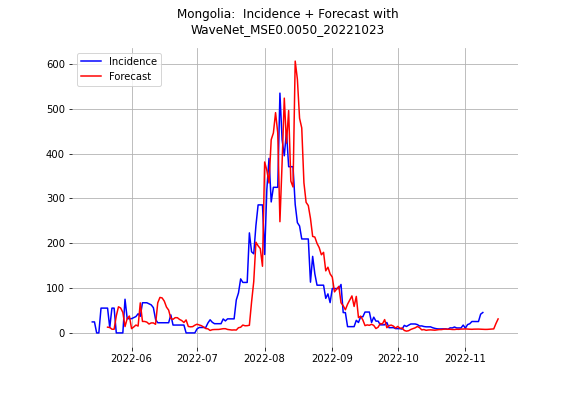 Mongolia:  Incidence + Forecast with
WaveNet_MSE0.0050_20221023
Incidence
Forecast
600
500
400
300
200
100
0
2022-06 2022-07 2022-08 2022-09 2022-10 2022-11